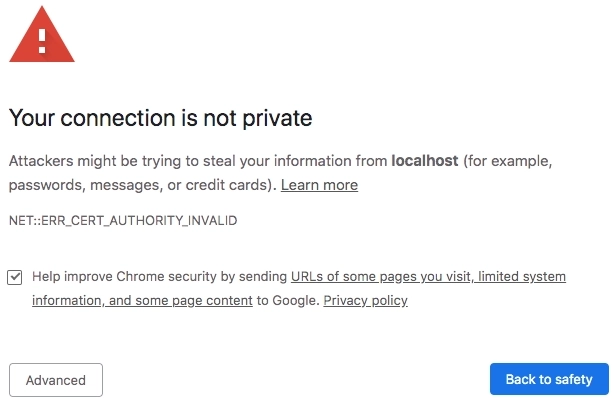 Your connection is not private
Attackers might be trying to steal your information from localhost (for example,
passwords, messages, or credit cards). Learn more
NET::ERR_CERT_AUTHORITY_INVALID
Help improve Chrome security by sending URLs of some pages you visit, limited system
information, and some page content to Google. Privacy policy
Advanced
Back to safety